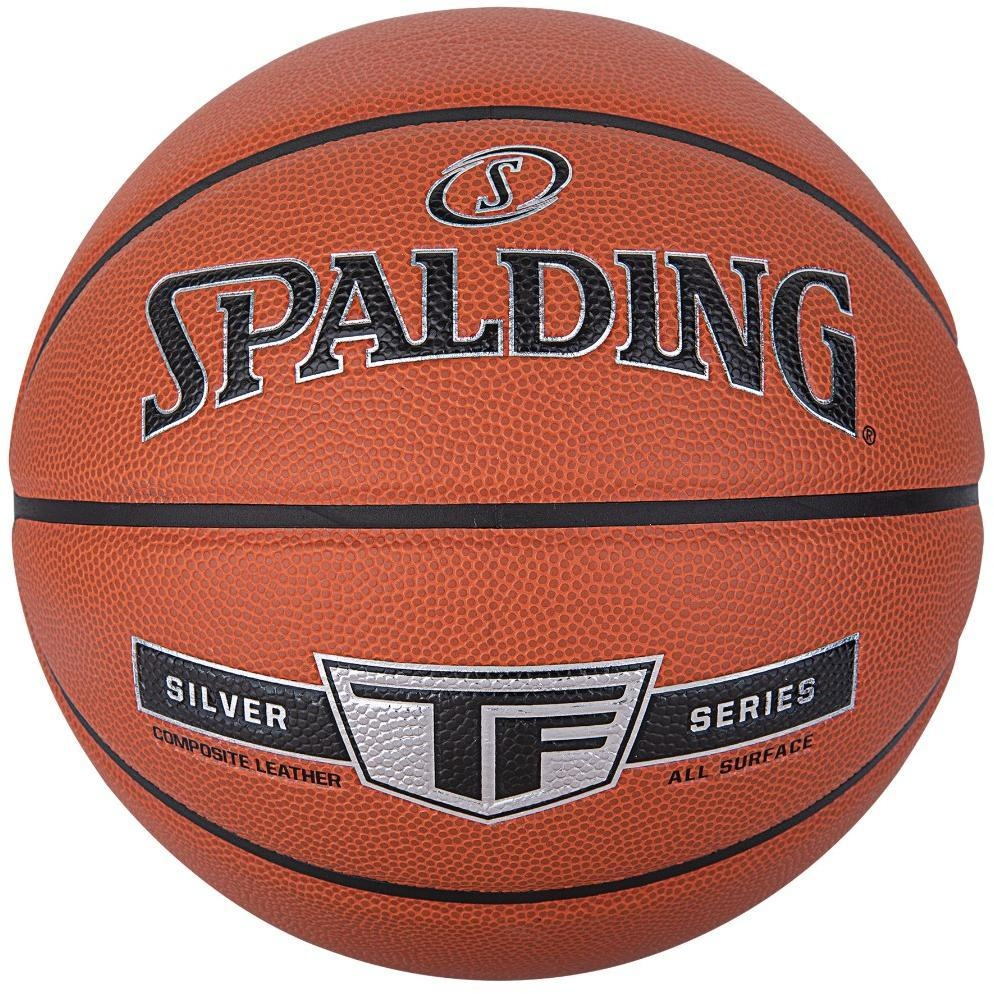 S
SPALDING®
SILVER TF SERIES
COMPOSITE LEATHER ALL SURFACE